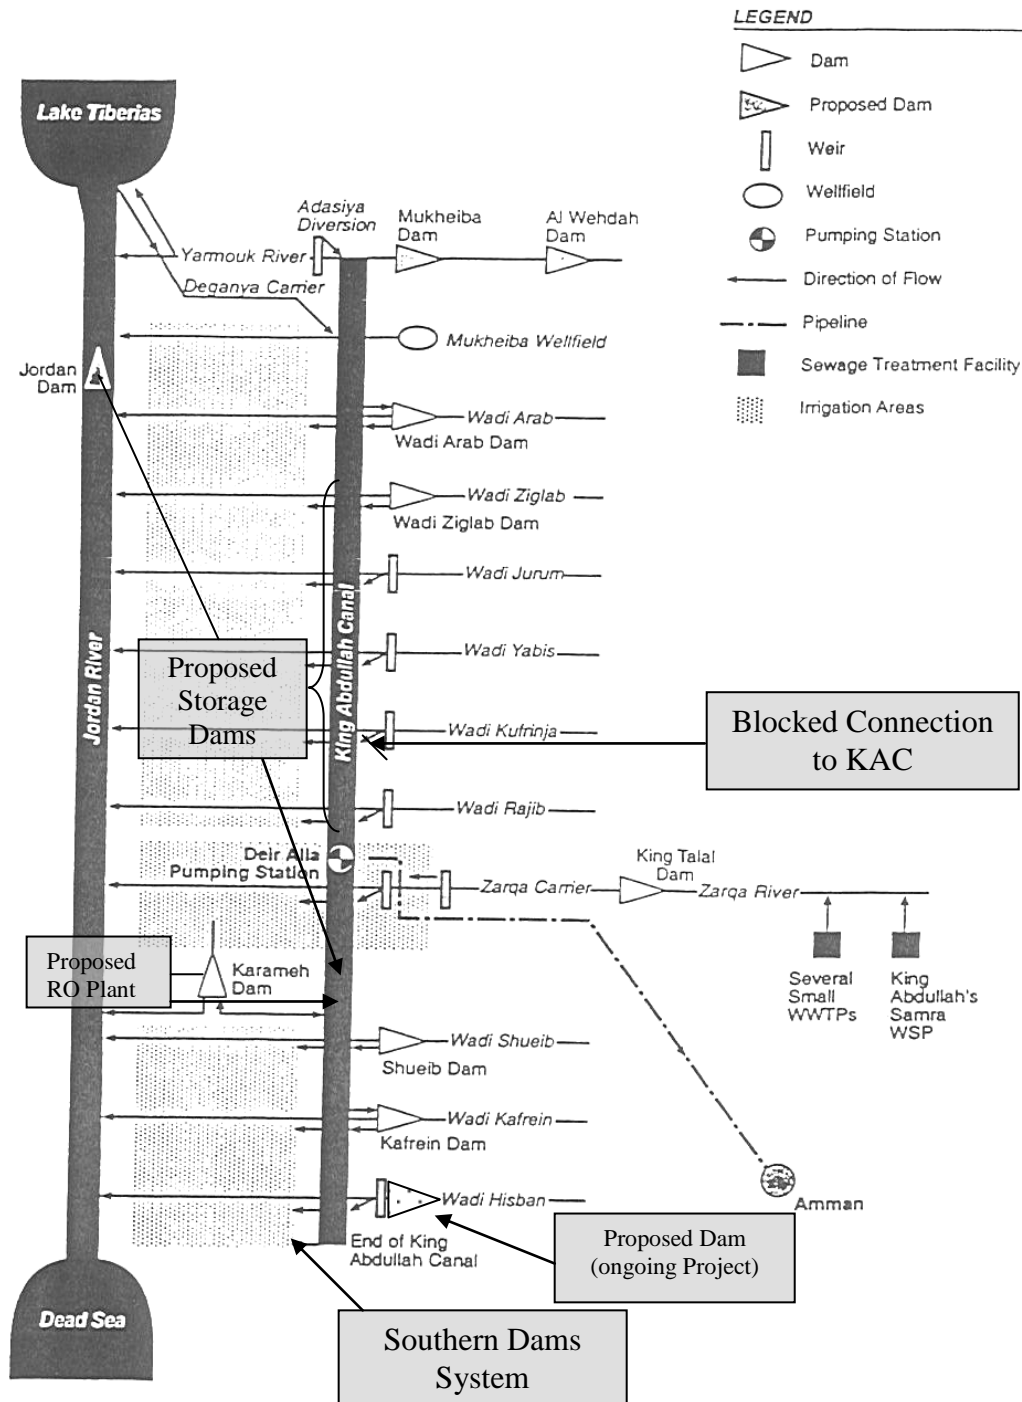 LEGEND
Dam
Proposed Dam
Weir
Wellfield
Pumping Station
Direction of Flow
Pipeline
Sewage Treatment Facility
Irrigation Areas
Lake Tiberias
Adasiya
Diversion
Mukheiba
Dam
Al Wehdah
Dam
Yarmouk River
Deganya Carrier
Mukheiba Wellfield
Jordan
Dam
Wadi Arab
Wadi Arab Dam
Wadi Ziglab
Wadi Ziglab Dam
Wadi Jurum
King Abdullah Canal
Jordan River
Wadi Yabis
Proposed
Storage
Dams
Blocked Connection
to KAC
Wadi Kufrinja
Wadi Rajib
Deir Alla
Pumping Station
King Talal
Dam
Zarqa Carrier
Zarqa River
Proposed
RO Plant
Karameh
Dam
Several
Small
WWTPs
King
Abdullah's
Samra
WSP
Wadi Shueib
Shueib Dam
Wadi Kafrein
Kafrein Dam
Wadi Hisban
Amman
End of King
Abdullah Canal
Proposed Dam
(ongoing Project)
Dead Sea
Southern Dams
System